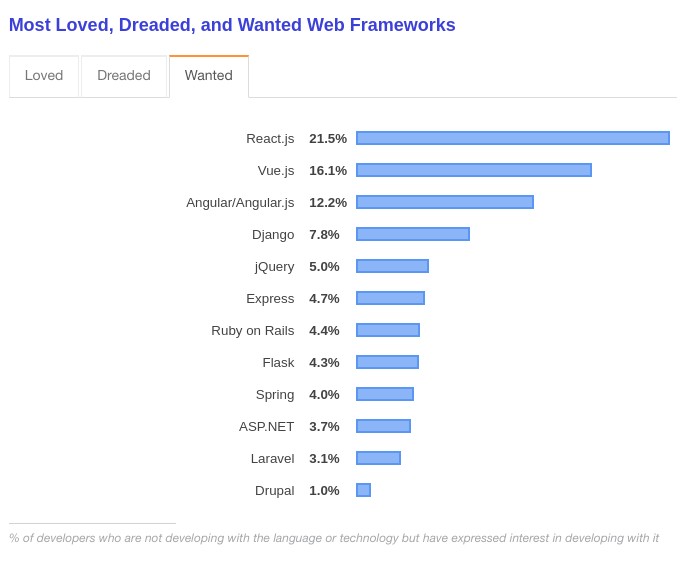 Most Loved, Dreaded, and Wanted Web Frameworks
Loved Dreaded Wanted
React.js 21.5%
Vue.js 16.1%
Angular/Angular.js 12.2%
Django 7.8%
jQuery 5.0%
Express 4.7%
Ruby on Rails 4.4%
Flask 4.3%
Spring 4.0%
ASP.NET 3.7%
Laravel 3.1%
Drupal 1.0%
% of developers who are not developing with the language or technology but have expressed interest in developing with it